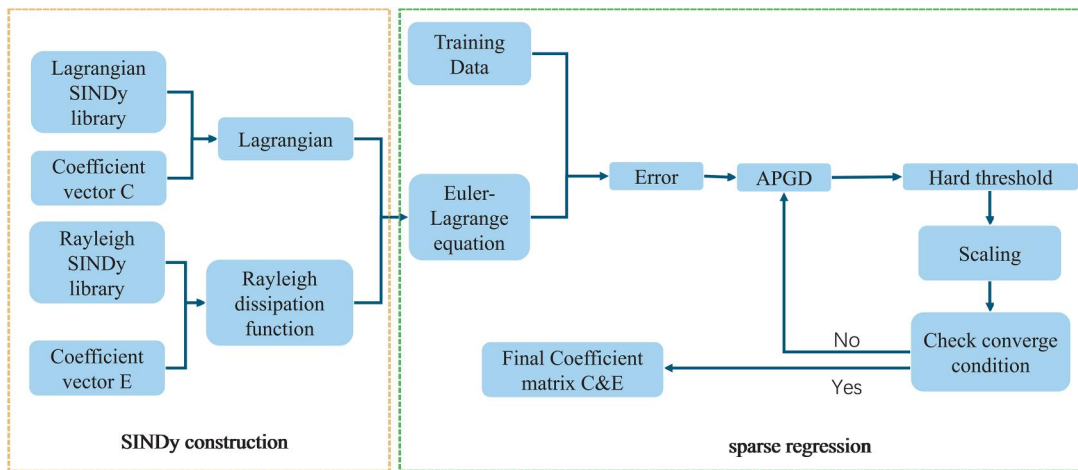 Lagrangian
SINDy
library
Coefficient
vector C
Lagrangian
Rayleigh
SINDy
library
Coefficient
vector E
Rayleigh
dissipation
function
SINDy construction
Training
Data
Euler-
Lagrange
equation
Error
APGD
Hard threshold
Scaling
Check converge
condition
No
Yes
Final Coefficient
matrix C&E
sparse regression